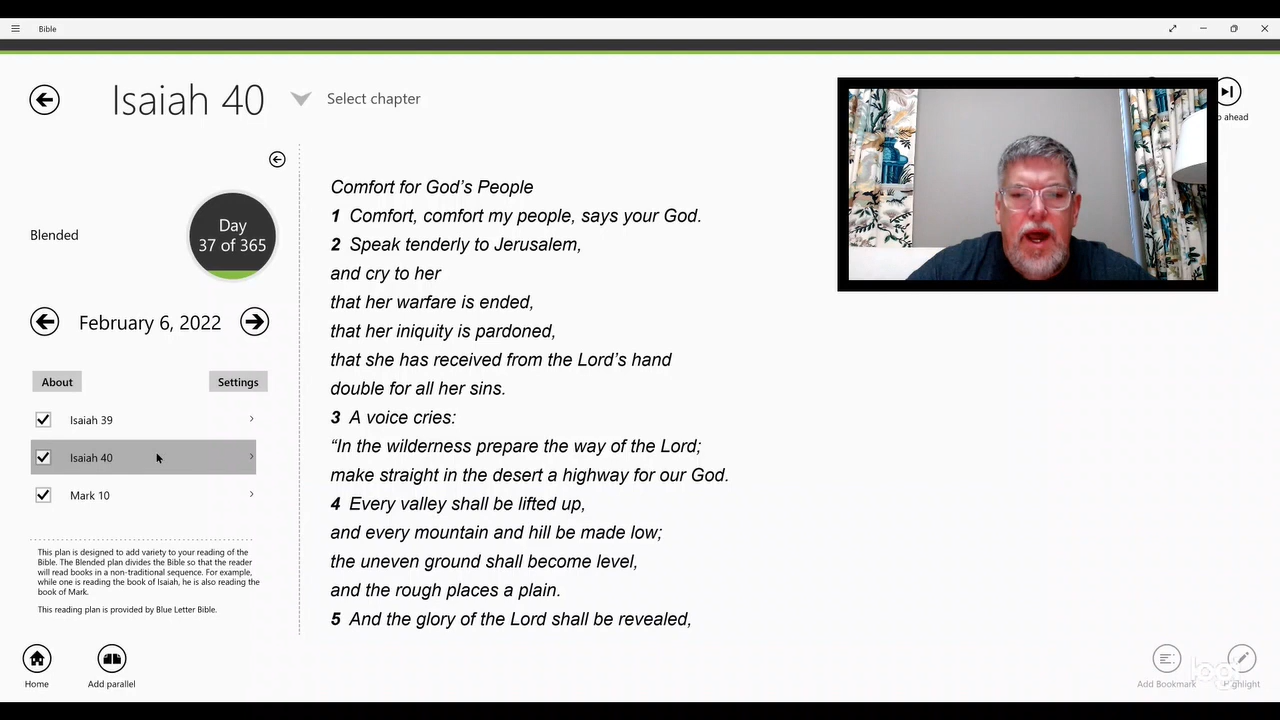 Bible
Isaiah 40
Select chapter
ahead
Blended
Day
37 of 365
February 6, 2022
About
Settings
Isaiah 39
Isaiah 40
Mark 10
This plan is designed to add variety to your reading of the
Bible. The Blended plan divides the Bible so that the reader
will read books in a non-traditional sequence. For example,
while one is reading the book of Isaiah, he is also reading the
book of Mark.
This reading plan is provided by Blue Letter Bible.
Comfort for God's People
1 Comfort, comfort my people, says your God.
2 Speak tenderly to Jerusalem,
and cry to her
that her warfare is ended,
that her iniquity is pardoned,
that she has received from the Lord's hand
double for all her sins.
3 A voice cries:
“In the wilderness prepare the way of the Lord;
make straight in the desert a highway for our God.
4 Every valley shall be lifted up,
and every mountain and hill be made low;
the uneven ground shall become level,
and the rough places a plain.
5 And the glory of the Lord shall be revealed,
Home
Add parallel
Add Bookmark
Highlight
logi